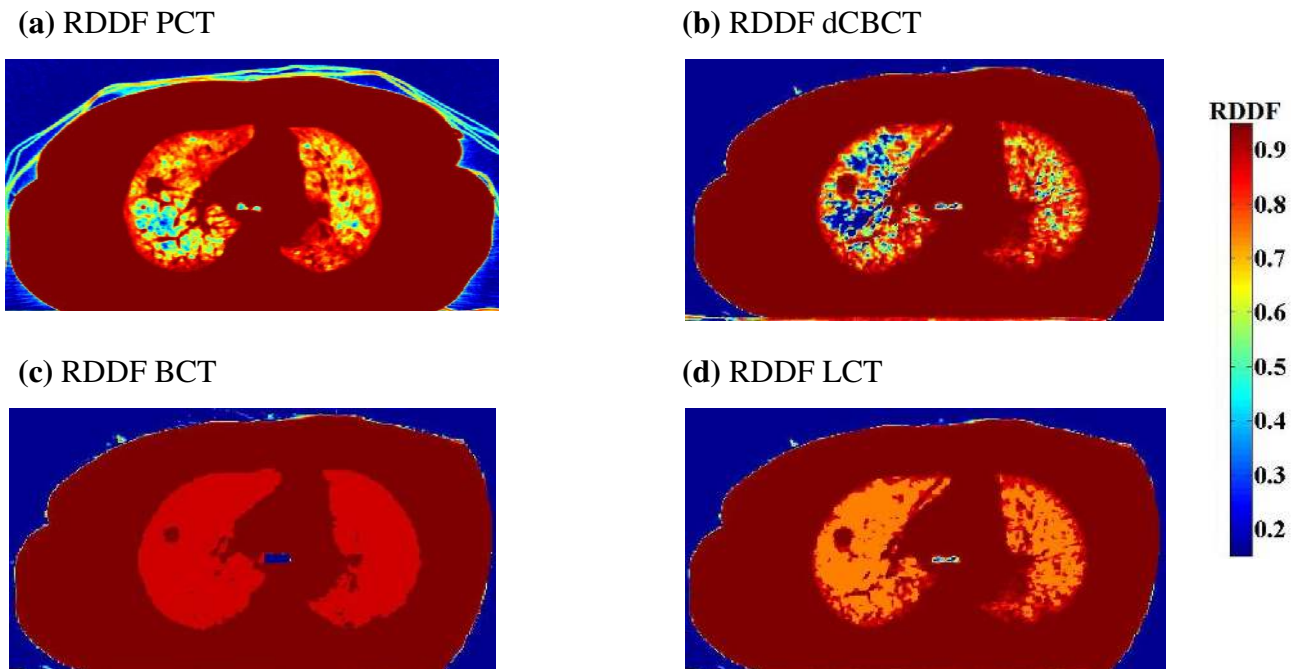 (a) RDDF PCT
(b) RDDF dCBCT
RDDF
0.9
0.8
0.7
0.6
0.5
0.4
0.3
0.2
(c) RDDF BCT
(d) RDDF LCT